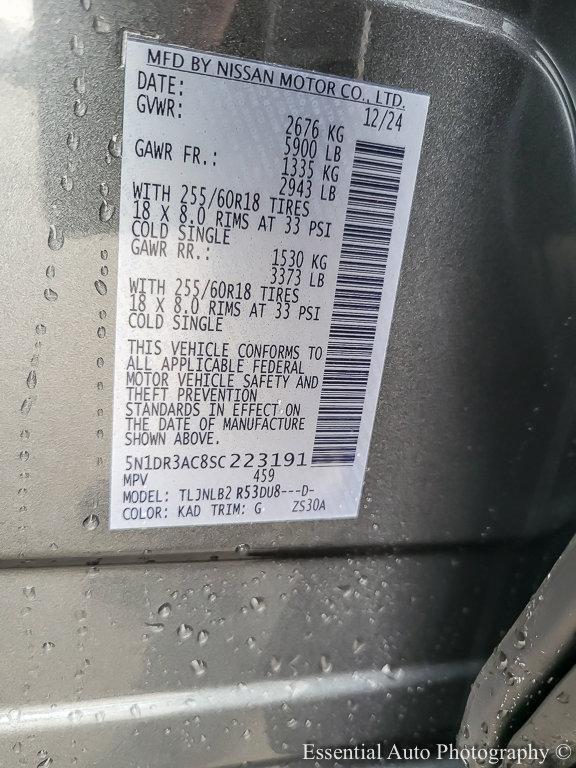 MFD BY NISSAN MOTOR CO., LTD.
DATE: 12/24
GVWR: 2676 KG
5900 LB
GAWR FR.: 1335 KG
2943 LB
WITH 255/60R18 TIRES
18 X 8.0 RIMS AT 33 PSI
COLD SINGLE
GAWR RR.: 1530 KG
3373 LB
WITH 255/60R18 TIRES
18 X 8.0 RIMS AT 33 PSI
COLD SINGLE
THIS VEHICLE CONFORMS TO
ALL APPLICABLE FEDERAL
MOTOR VEHICLE SAFETY AND
THEFT PREVENTION
STANDARDS IN EFFECT ON
THE DATE OF MANUFACTURE
SHOWN ABOVE.
5N1DR3AC8SC223191
MPV 459
MODEL: TLJNLB2 R53DU8---D-
COLOR: KAD TRIM: G ZS30A
Essential Auto Photography ©